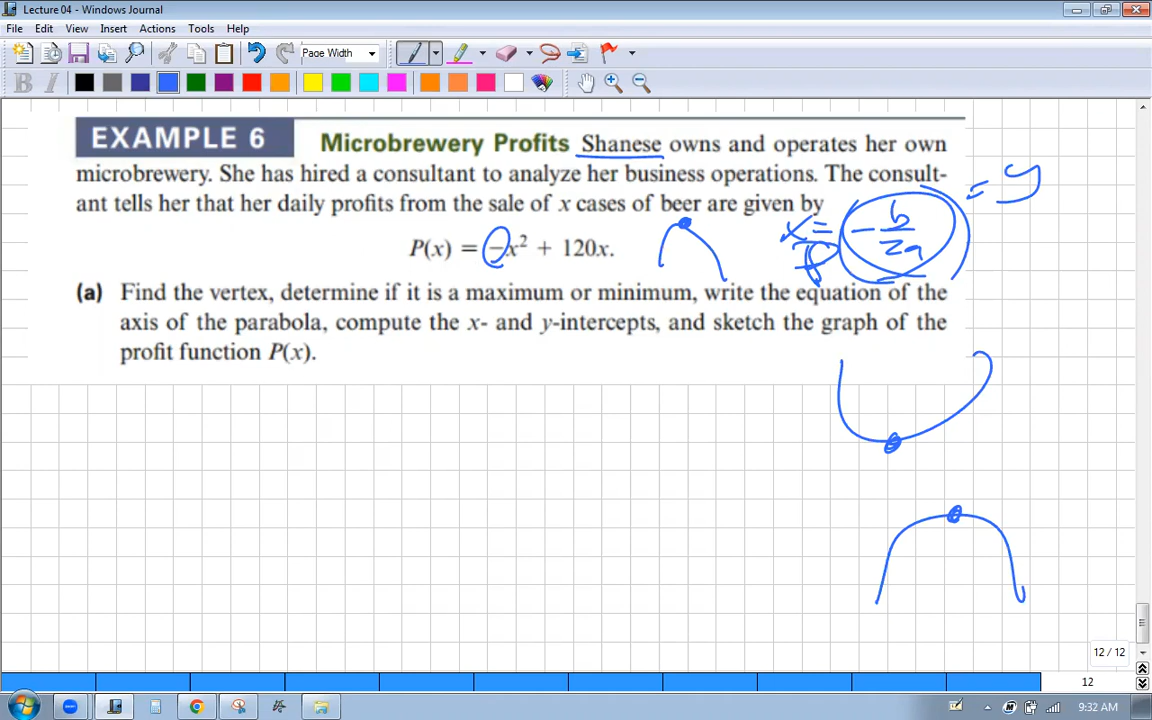 Lecture 04 - Windows Journal
File Edit View Insert Actions Tools Help
Page Width
B I
EXAMPLE 6 Microbrewery Profits Shanese owns and operates her own
microbrewery. She has hired a consultant to analyze her business operations. The consult-
ant tells her that her daily profits from the sale of x cases of beer are given by
P(x) = −x² + 120x.
x = − b/2a
= y
(a) Find the vertex, determine if it is a maximum or minimum, write the equation of the
axis of the parabola, compute the x- and y-intercepts, and sketch the graph of the
profit function P(x).
12 / 12
12
9:32 AM